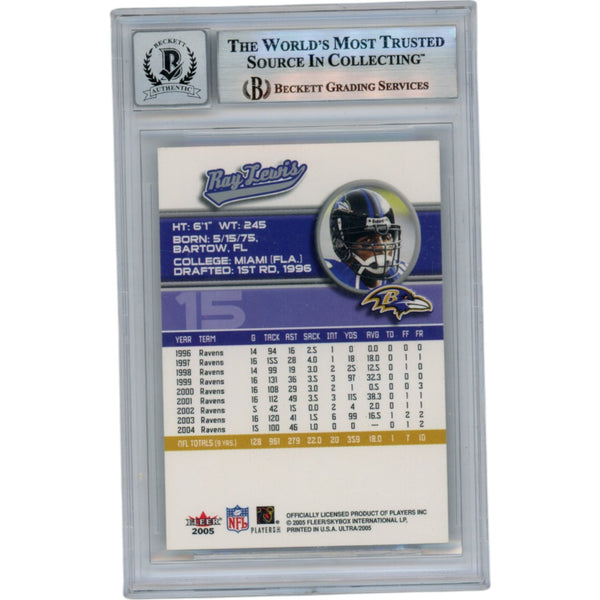 BECKETT
B
AUTHENTIC
THE WORLD'S MOST TRUSTED
SOURCE IN COLLECTING™
B BECKETT GRADING SERVICES
Ray Lewis
HT: 6'1" WT: 245
BORN: 5/15/75,
BARTOW, FL
COLLEGE: MIAMI (FLA.)
DRAFTED: 1ST RD, 1996
B
15
YEAR TEAM G TACK AST SACK INT YDS AVG TD FF FR
1996 Ravens 14 94 16 2.5 1 0 0.0 0 0 0
1997 Ravens 16 155 28 4.0 1 18 18.0 0 1 1
1998 Ravens 14 99 19 3.0 2 25 12.5 0 1 1
1999 Ravens 16 131 36 3.5 3 97 32.3 0 0 0
2000 Ravens 16 108 29 3.0 2 1 0.5 0 0 3
2001 Ravens 16 112 49 3.5 3 115 38.3 0 1 1
2002 Ravens 5 42 15 0.0 2 4 2.0 0 1 1
2003 Ravens 16 120 41 1.5 6 99 16.5 1 2 2
2004 Ravens 15 100 46 1.0 0 0 — 0 1 2
NFL TOTALS (9 YRS.) 128 961 279 22.0 20 359 18.0 1 7 10
FLEER
2005
NFL
PLAYERS INC
OFFICIALLY LICENSED PRODUCT OF PLAYERS INC
© 2005 FLEER/SKYBOX INTERNATIONAL LP,
PRINTED IN U.S.A. ULTRA/2005